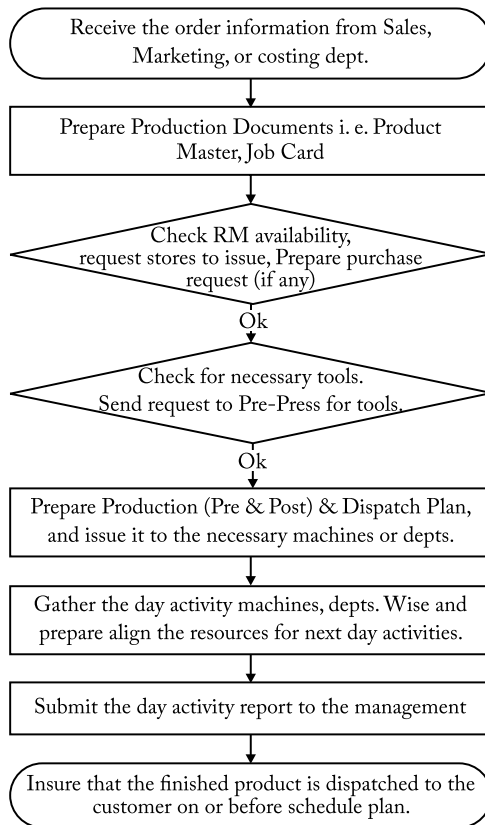 Receive the order information from Sales,
Marketing, or costing dept.
Prepare Production Documents i. e. Product
Master, Job Card
Check RM availability,
request stores to issue, Prepare purchase
request (if any)
Ok
Check for necessary tools.
Send request to Pre-Press for tools.
Ok
Prepare Production (Pre & Post) & Dispatch Plan,
and issue it to the necessary machines or depts.
Gather the day activity machines, depts. Wise and
prepare align the resources for next day activities.
Submit the day activity report to the management
Insure that the finished product is dispatched to the
customer on or before schedule plan.